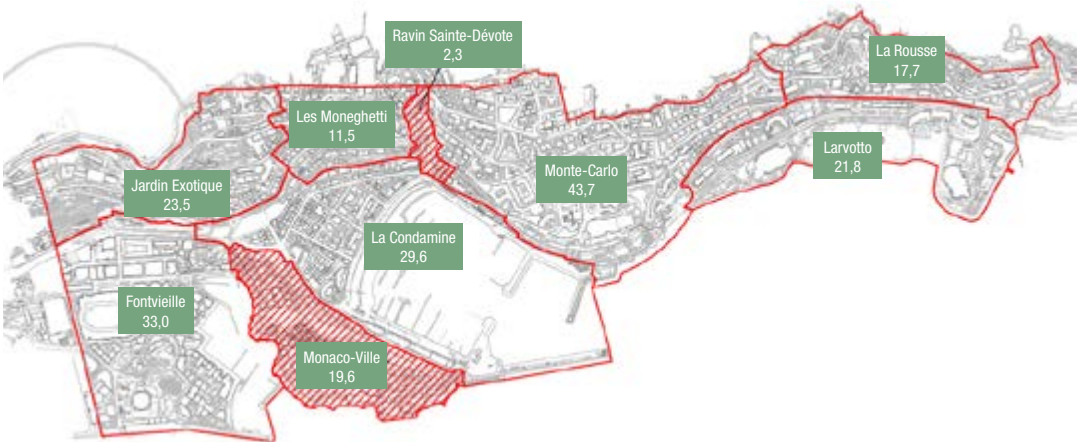 Ravin Sainte-Dévote
2,3
La Rousse
17,7
Les Moneghetti
11,5
Larvotto
21,8
Monte-Carlo
43,7
Jardin Exotique
23,5
La Condamine
29,6
Fontvieille
33,0
Monaco-Ville
19,6